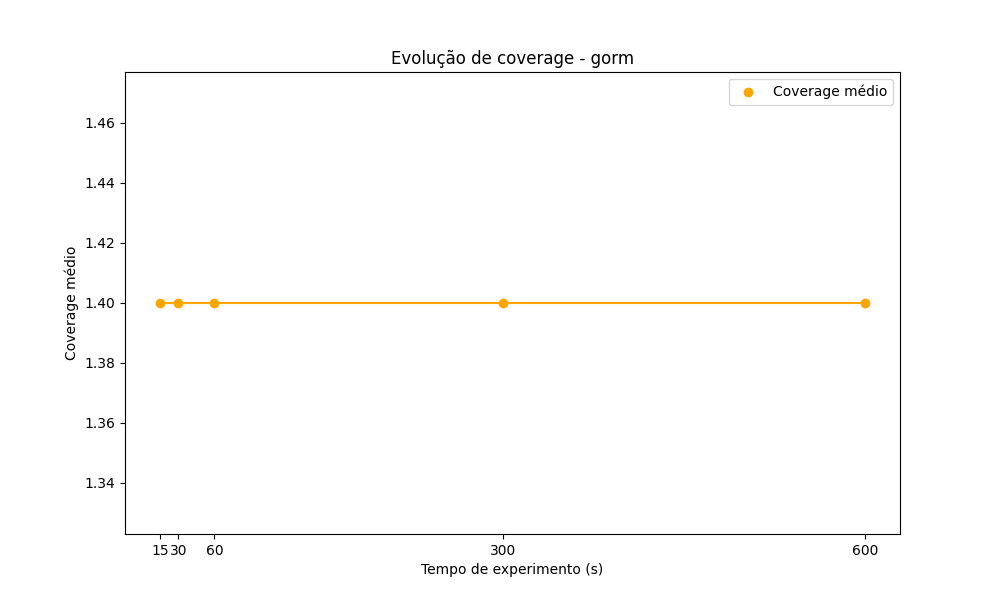 Evolução de coverage - gorm
Coverage médio
1.46
1.44
1.42
1.40
1.38
1.36
1.34
Coverage médio
15 30 60 300 600
Tempo de experimento (s)